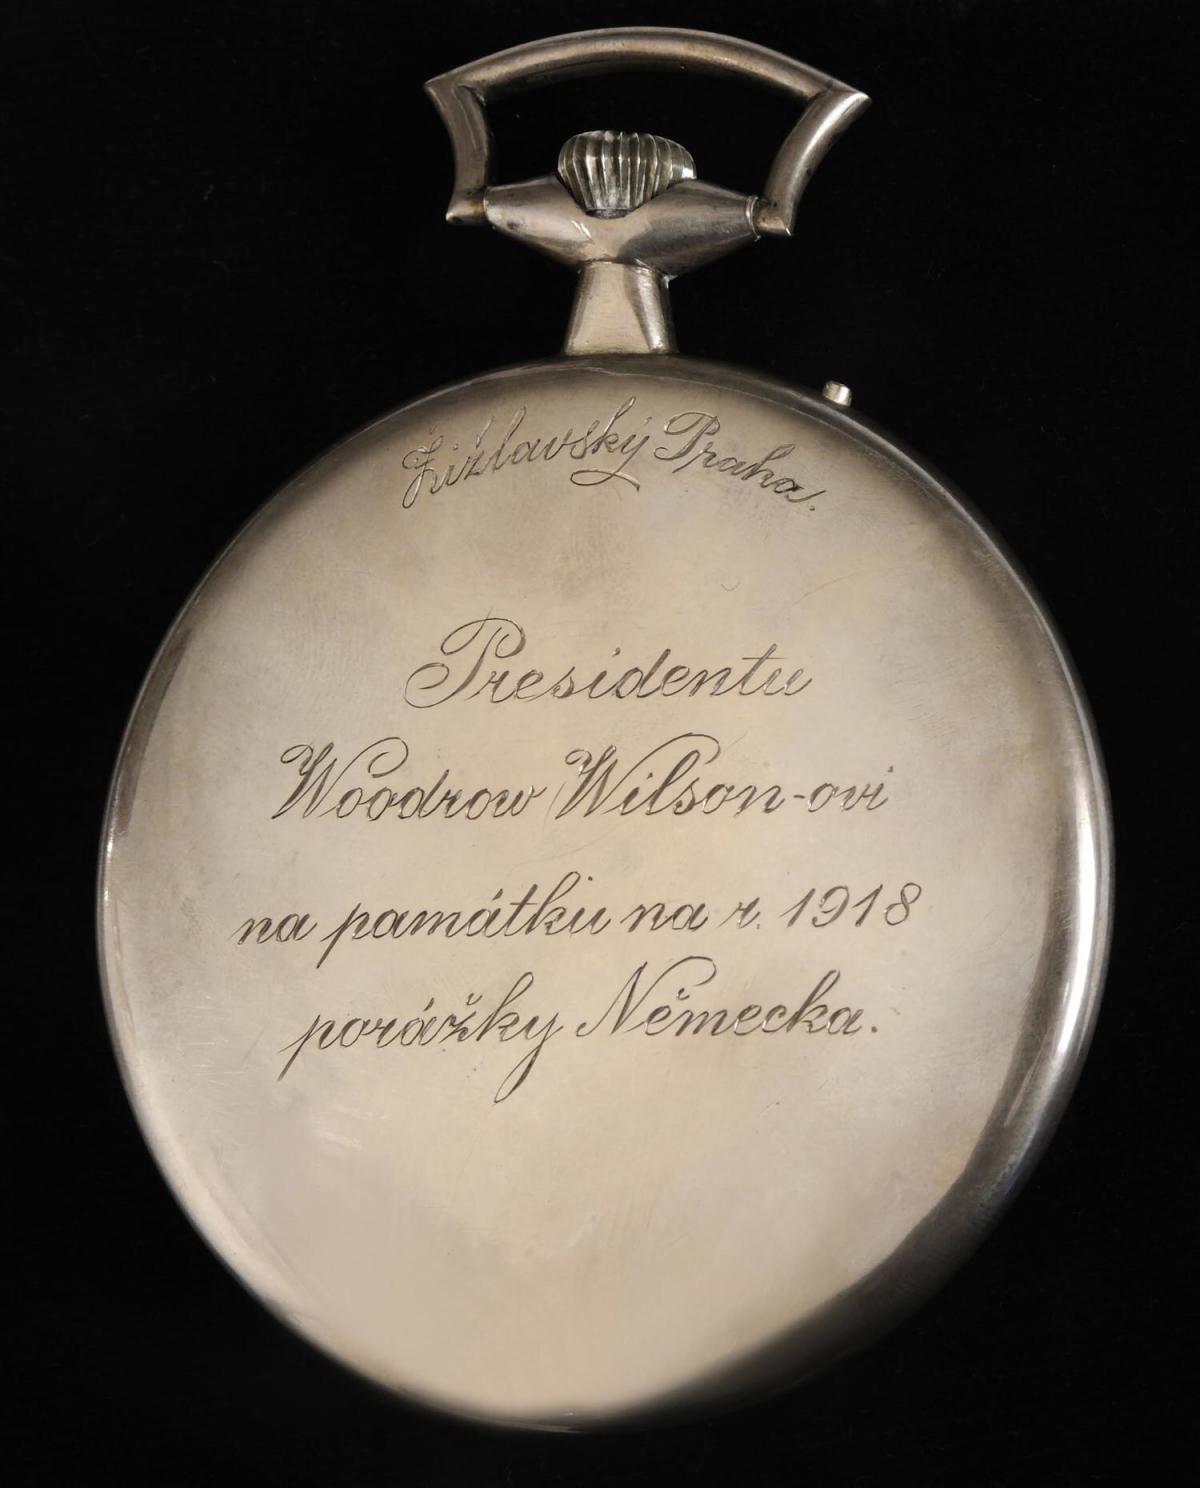 Žižlavský Praha.
Presidentu
Woodrow Wilson-ovi
na památku na r. 1918
porážky Německa.